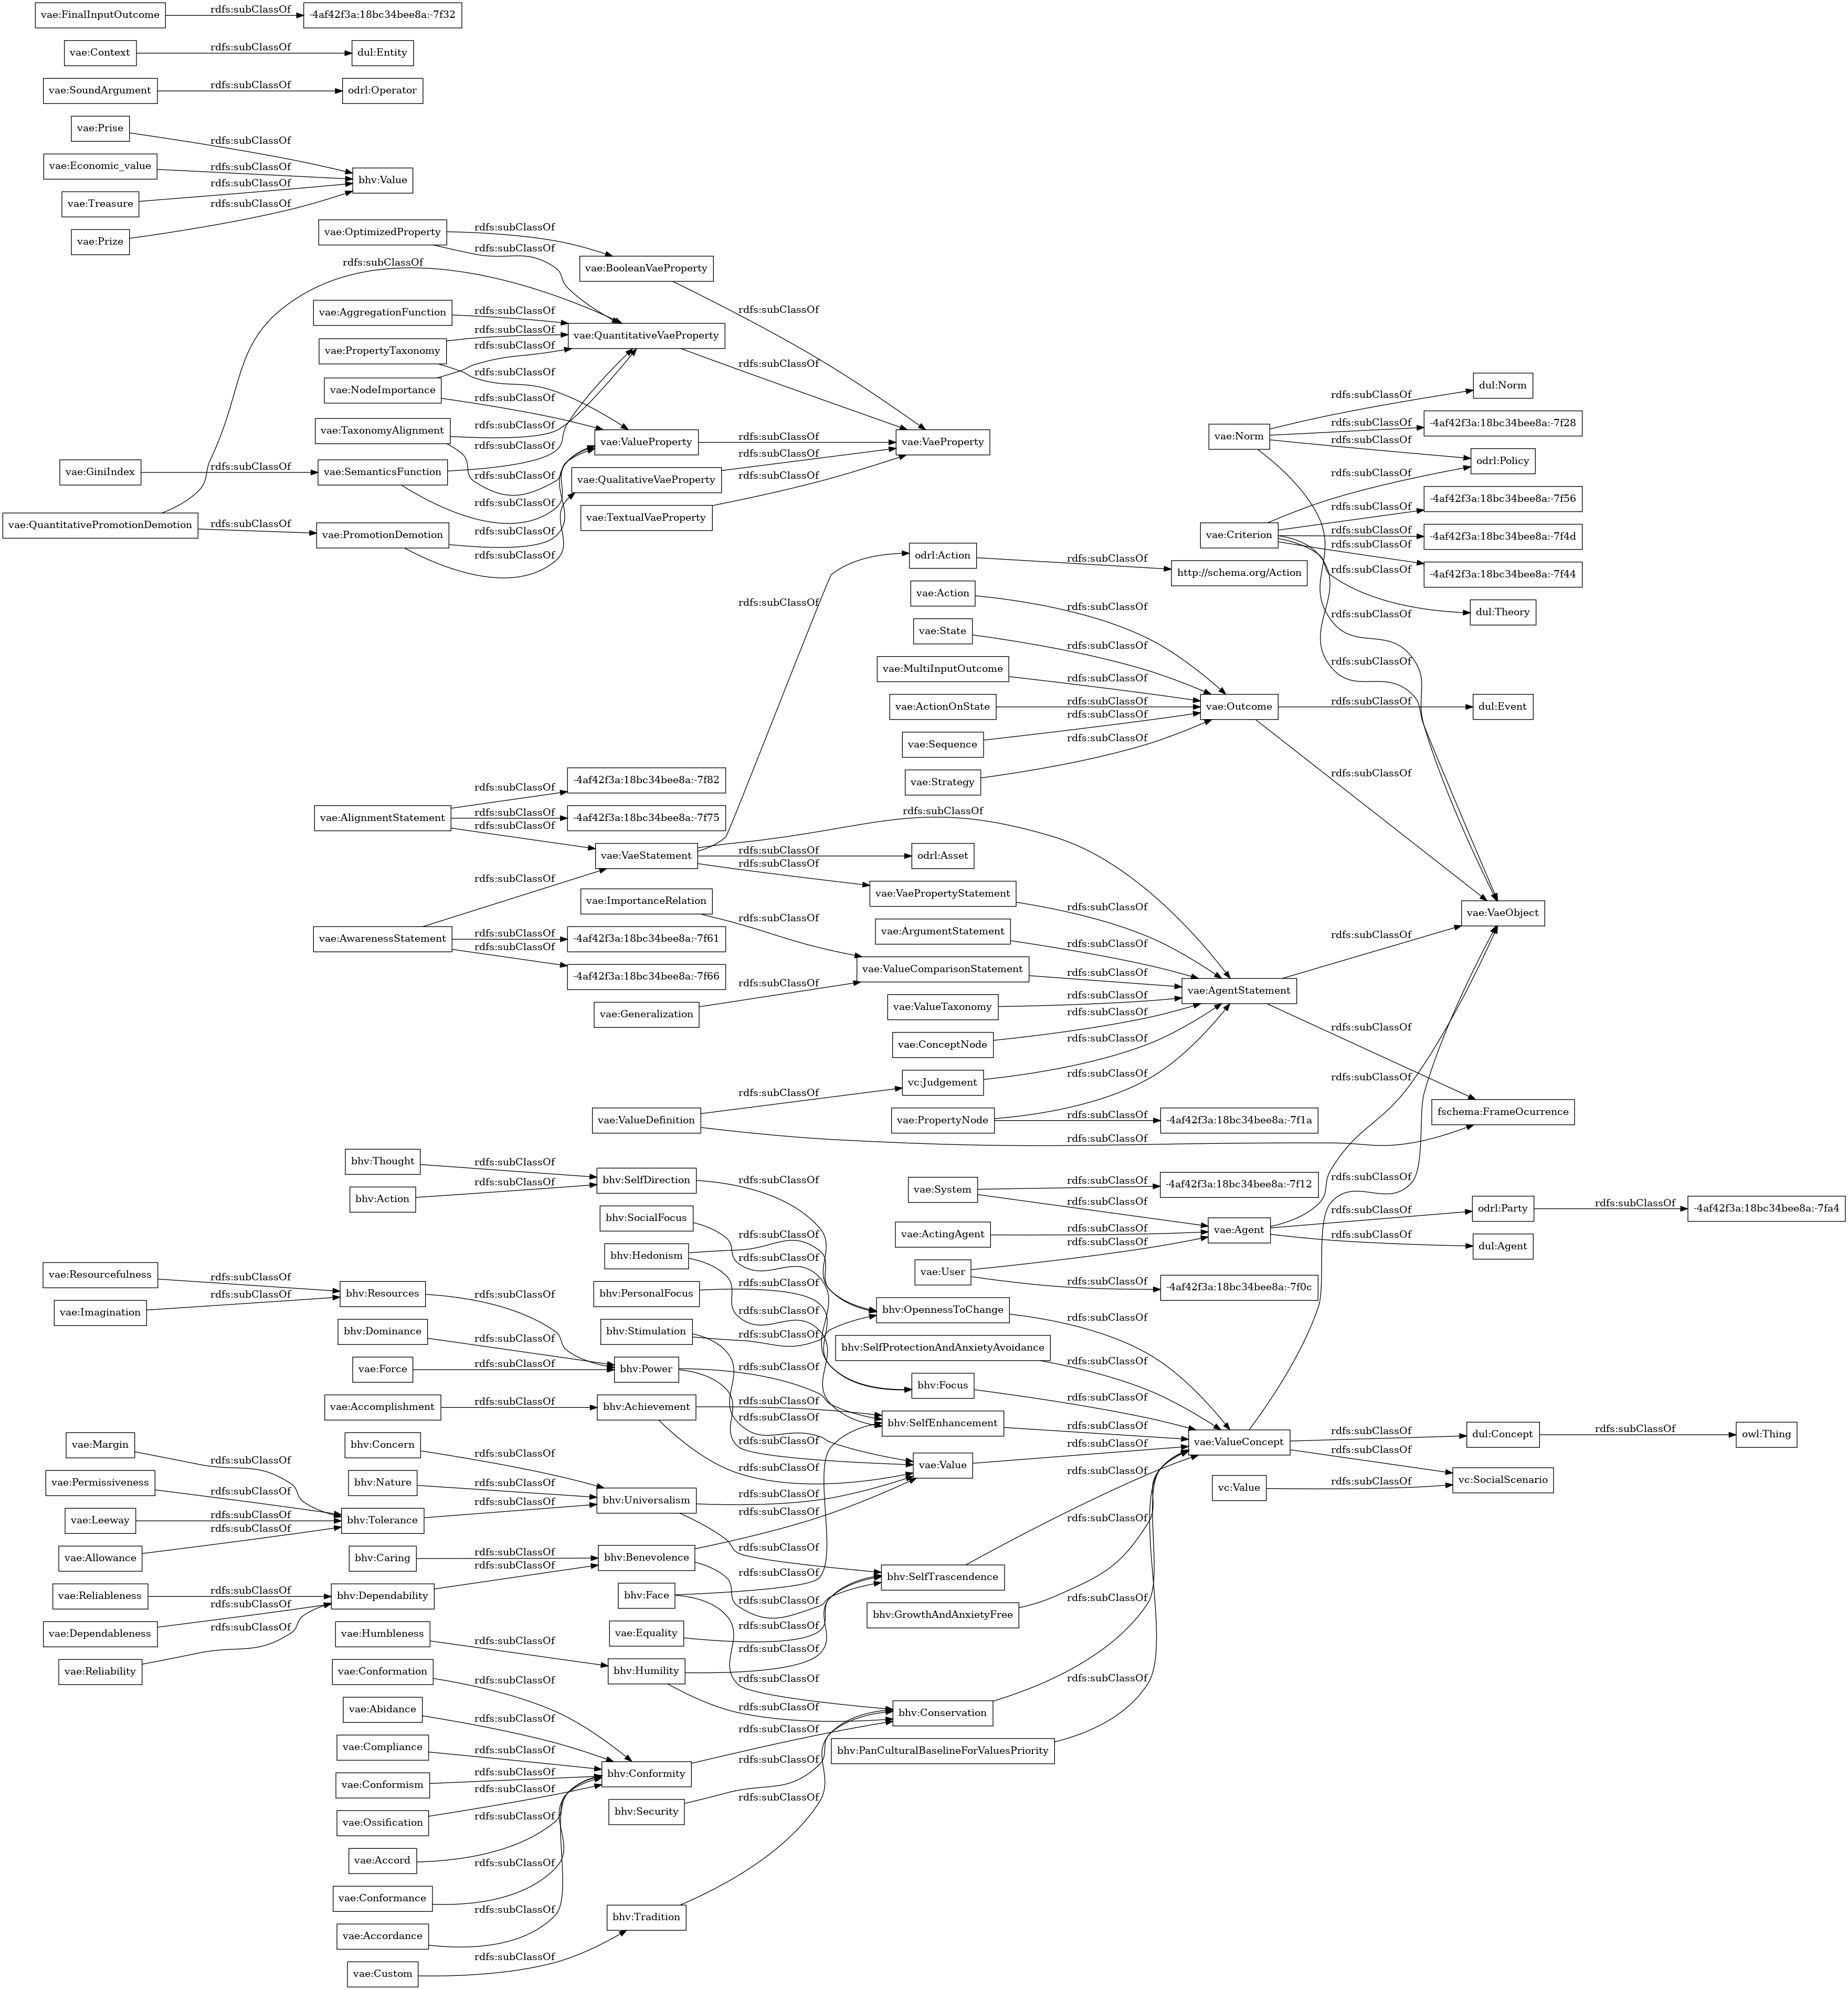 vae:FinalInputOutcome
rdfs:subClassOf
-4af42f3a:18bc34bee8a:-7f32
vae:Context
rdfs:subClassOf
dul:Entity
vae:SoundArgument
rdfs:subClassOf
odrl:Operator
vae:Prise
rdfs:subClassOf
vae:Economic_value
rdfs:subClassOf
bhv:Value
vae:Treasure
rdfs:subClassOf
vae:Prize
rdfs:subClassOf
vae:OptimizedProperty
rdfs:subClassOf
rdfs:subClassOf
vae:BooleanVaeProperty
rdfs:subClassOf
rdfs:subClassOf
vae:AggregationFunction
rdfs:subClassOf
vae:QuantitativeVaeProperty
rdfs:subClassOf
vae:PropertyTaxonomy
rdfs:subClassOf
rdfs:subClassOf
vae:NodeImportance
rdfs:subClassOf
rdfs:subClassOf
vae:TaxonomyAlignment
rdfs:subClassOf
rdfs:subClassOf
vae:ValueProperty
rdfs:subClassOf
vae:VaeProperty
vae:GiniIndex
rdfs:subClassOf
vae:SemanticsFunction
rdfs:subClassOf
rdfs:subClassOf
vae:QualitativeVaeProperty
rdfs:subClassOf
vae:TextualVaeProperty
rdfs:subClassOf
vae:QuantitativePromotionDemotion
rdfs:subClassOf
vae:PromotionDemotion
rdfs:subClassOf
rdfs:subClassOf
vae:Norm
rdfs:subClassOf
dul:Norm
rdfs:subClassOf
-4af42f3a:18bc34bee8a:-7f28
rdfs:subClassOf
odrl:Policy
rdfs:subClassOf
vae:Criterion
rdfs:subClassOf
-4af42f3a:18bc34bee8a:-7f56
rdfs:subClassOf
-4af42f3a:18bc34bee8a:-7f4d
rdfs:subClassOf
-4af42f3a:18bc34bee8a:-7f44
rdfs:subClassOf
dul:Theory
rdfs:subClassOf
rdfs:subClassOf
odrl:Action
rdfs:subClassOf
http://schema.org/Action
rdfs:subClassOf
vae:Action
rdfs:subClassOf
vae:State
rdfs:subClassOf
vae:MultiInputOutcome
rdfs:subClassOf
vae:ActionOnState
rdfs:subClassOf
vae:Outcome
rdfs:subClassOf
dul:Event
vae:Sequence
rdfs:subClassOf
vae:Strategy
rdfs:subClassOf
rdfs:subClassOf
vae:AlignmentStatement
rdfs:subClassOf
-4af42f3a:18bc34bee8a:-7f82
rdfs:subClassOf
-4af42f3a:18bc34bee8a:-7f75
rdfs:subClassOf
vae:VaeStatement
rdfs:subClassOf
rdfs:subClassOf
odrl:Asset
rdfs:subClassOf
vae:VaePropertyStatement
rdfs:subClassOf
rdfs:subClassOf
vae:ImportanceRelation
rdfs:subClassOf
vae:ArgumentStatement
rdfs:subClassOf
vae:VaeObject
vae:AwarenessStatement
rdfs:subClassOf
-4af42f3a:18bc34bee8a:-7f61
rdfs:subClassOf
-4af42f3a:18bc34bee8a:-7f66
vae:ValueComparisonStatement
rdfs:subClassOf
rdfs:subClassOf
vae:AgentStatement
rdfs:subClassOf
vae:Generalization
rdfs:subClassOf
vae:ValueTaxonomy
rdfs:subClassOf
vae:ConceptNode
rdfs:subClassOf
rdfs:subClassOf
vc:Judgement
rdfs:subClassOf
rdfs:subClassOf
vae:ValueDefinition
rdfs:subClassOf
vae:PropertyNode
rdfs:subClassOf
-4af42f3a:18bc34bee8a:-7f1a
fschema:FrameOcurrence
rdfs:subClassOf
bhv:Thought
rdfs:subClassOf
bhv:Action
rdfs:subClassOf
bhv:SelfDirection
rdfs:subClassOf
vae:System
rdfs:subClassOf
-4af42f3a:18bc34bee8a:-7f12
rdfs:subClassOf
rdfs:subClassOf
bhv:SocialFocus
rdfs:subClassOf
vae:ActingAgent
rdfs:subClassOf
vae:Agent
rdfs:subClassOf
odrl:Party
rdfs:subClassOf
-4af42f3a:18bc34bee8a:-7fa4
rdfs:subClassOf
dul:Agent
bhv:Hedonism
rdfs:subClassOf
rdfs:subClassOf
vae:User
rdfs:subClassOf
rdfs:subClassOf
-4af42f3a:18bc34bee8a:-7f0c
vae:Resourcefulness
rdfs:subClassOf
vae:Imagination
rdfs:subClassOf
bhv:Resources
rdfs:subClassOf
bhv:PersonalFocus
rdfs:subClassOf
bhv:OpennessToChange
rdfs:subClassOf
bhv:Dominance
rdfs:subClassOf
bhv:Stimulation
rdfs:subClassOf
bhv:SelfProtectionAndAnxietyAvoidance
rdfs:subClassOf
vae:Force
rdfs:subClassOf
bhv:Power
rdfs:subClassOf
bhv:Focus
rdfs:subClassOf
vae:Accomplishment
rdfs:subClassOf
bhv:Achievement
rdfs:subClassOf
rdfs:subClassOf
bhv:SelfEnhancement
rdfs:subClassOf
vae:ValueConcept
rdfs:subClassOf
dul:Concept
rdfs:subClassOf
owl:Thing
rdfs:subClassOf
vae:Margin
bhv:Concern
rdfs:subClassOf
rdfs:subClassOf
vae:Value
rdfs:subClassOf
rdfs:subClassOf
vc:SocialScenario
vae:Permissiveness
rdfs:subClassOf
bhv:Nature
rdfs:subClassOf
bhv:Universalism
rdfs:subClassOf
vc:Value
rdfs:subClassOf
vae:Leeway
rdfs:subClassOf
bhv:Tolerance
rdfs:subClassOf
rdfs:subClassOf
rdfs:subClassOf
vae:Allowance
rdfs:subClassOf
bhv:Caring
rdfs:subClassOf
bhv:Benevolence
rdfs:subClassOf
rdfs:subClassOf
bhv:SelfTrascendence
rdfs:subClassOf
vae:Reliableness
rdfs:subClassOf
bhv:Dependability
rdfs:subClassOf
bhv:Face
rdfs:subClassOf
rdfs:subClassOf
bhv:GrowthAndAnxietyFree
rdfs:subClassOf
vae:Dependableness
rdfs:subClassOf
vae:Humbleness
rdfs:subClassOf
vae:Equality
rdfs:subClassOf
vae:Reliability
vae:Conformation
rdfs:subClassOf
bhv:Humility
rdfs:subClassOf
rdfs:subClassOf
vae:Abidance
rdfs:subClassOf
bhv:Conservation
rdfs:subClassOf
vae:Compliance
rdfs:subClassOf
rdfs:subClassOf
bhv:PanCulturalBaselineForValuesPriority
vae:Conformism
rdfs:subClassOf
bhv:Conformity
rdfs:subClassOf
vae:Ossification
rdfs:subClassOf
bhv:Security
rdfs:subClassOf
vae:Accord
rdfs:subClassOf
vae:Conformance
rdfs:subClassOf
vae:Accordance
bhv:Tradition
rdfs:subClassOf
vae:Custom